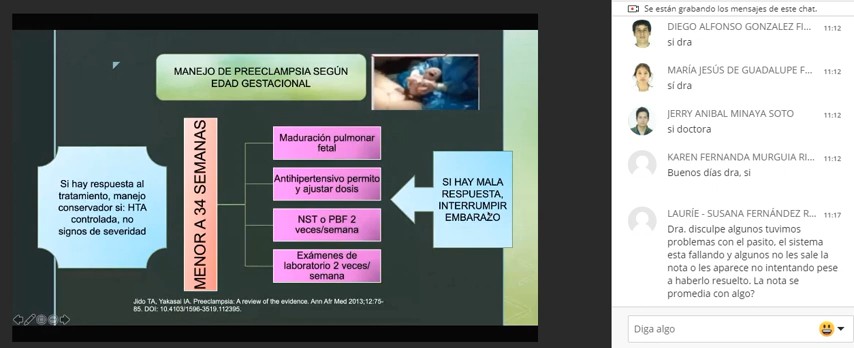 MANEJO DE PREECLAMPSIA SEGÚN
EDAD GESTACIONAL
Si hay respuesta al
tratamiento, manejo
conservador si: HTA
controlada, no
signos de severidad
MENOR A 34 SEMANAS
Maduración pulmonar
fetal
Antihipertensivo permito
y ajustar dosis
NST o PBF 2
veces/semana
Exámenes de
laboratorio 2 veces/
semana
SI HAY MALA
RESPUESTA,
INTERRUMPIR
EMBARAZO
Jido TA, Yakasai IA. Preeclampsia: A review of the evidence. Ann Afr Med 2013;12:75-
85. DOI: 10.4103/1596-3519.112395.
Se están grabando los mensajes de este chat.
DIEGO ALFONSO GONZALEZ FI... 11:12
si dra
MARÍA JESÚS DE GUADALUPE F... 11:12
sí dra
JERRY ANIBAL MINAYA SOTO 11:12
si doctora
KAREN FERNANDA MURGUIA RI... 11:12
Buenos días dra, si
LAURÍE - SUSANA FERNÁNDEZ R... 11:17
Dra. disculpe algunos tuvimos
problemas con el pasito, el sistema
esta fallando y algunos no les sale la
nota o les aparece no intentando pese
a haberlo resuelto. La nota se
promedia con algo?
Diga algo